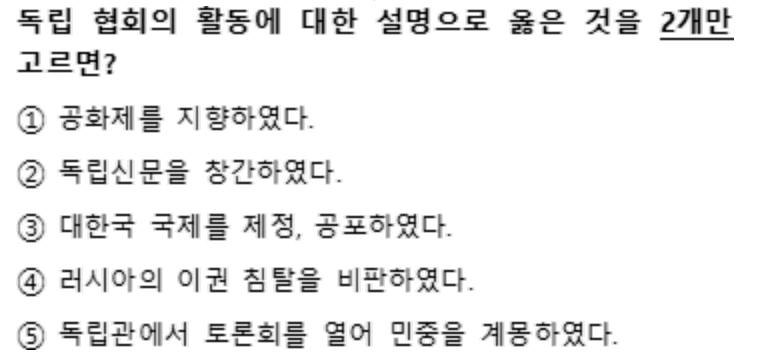 독립 협회의 활동에 대한 설명으로 옳은 것을 2개만
고르면?
① 공화제를 지향하였다.
② 독립신문을 창간하였다.
③ 대한국 국제를 제정, 공포하였다.
④ 러시아의 이권 침탈을 비판하였다.
⑤ 독립관에서 토론회를 열어 민중을 계몽하였다.